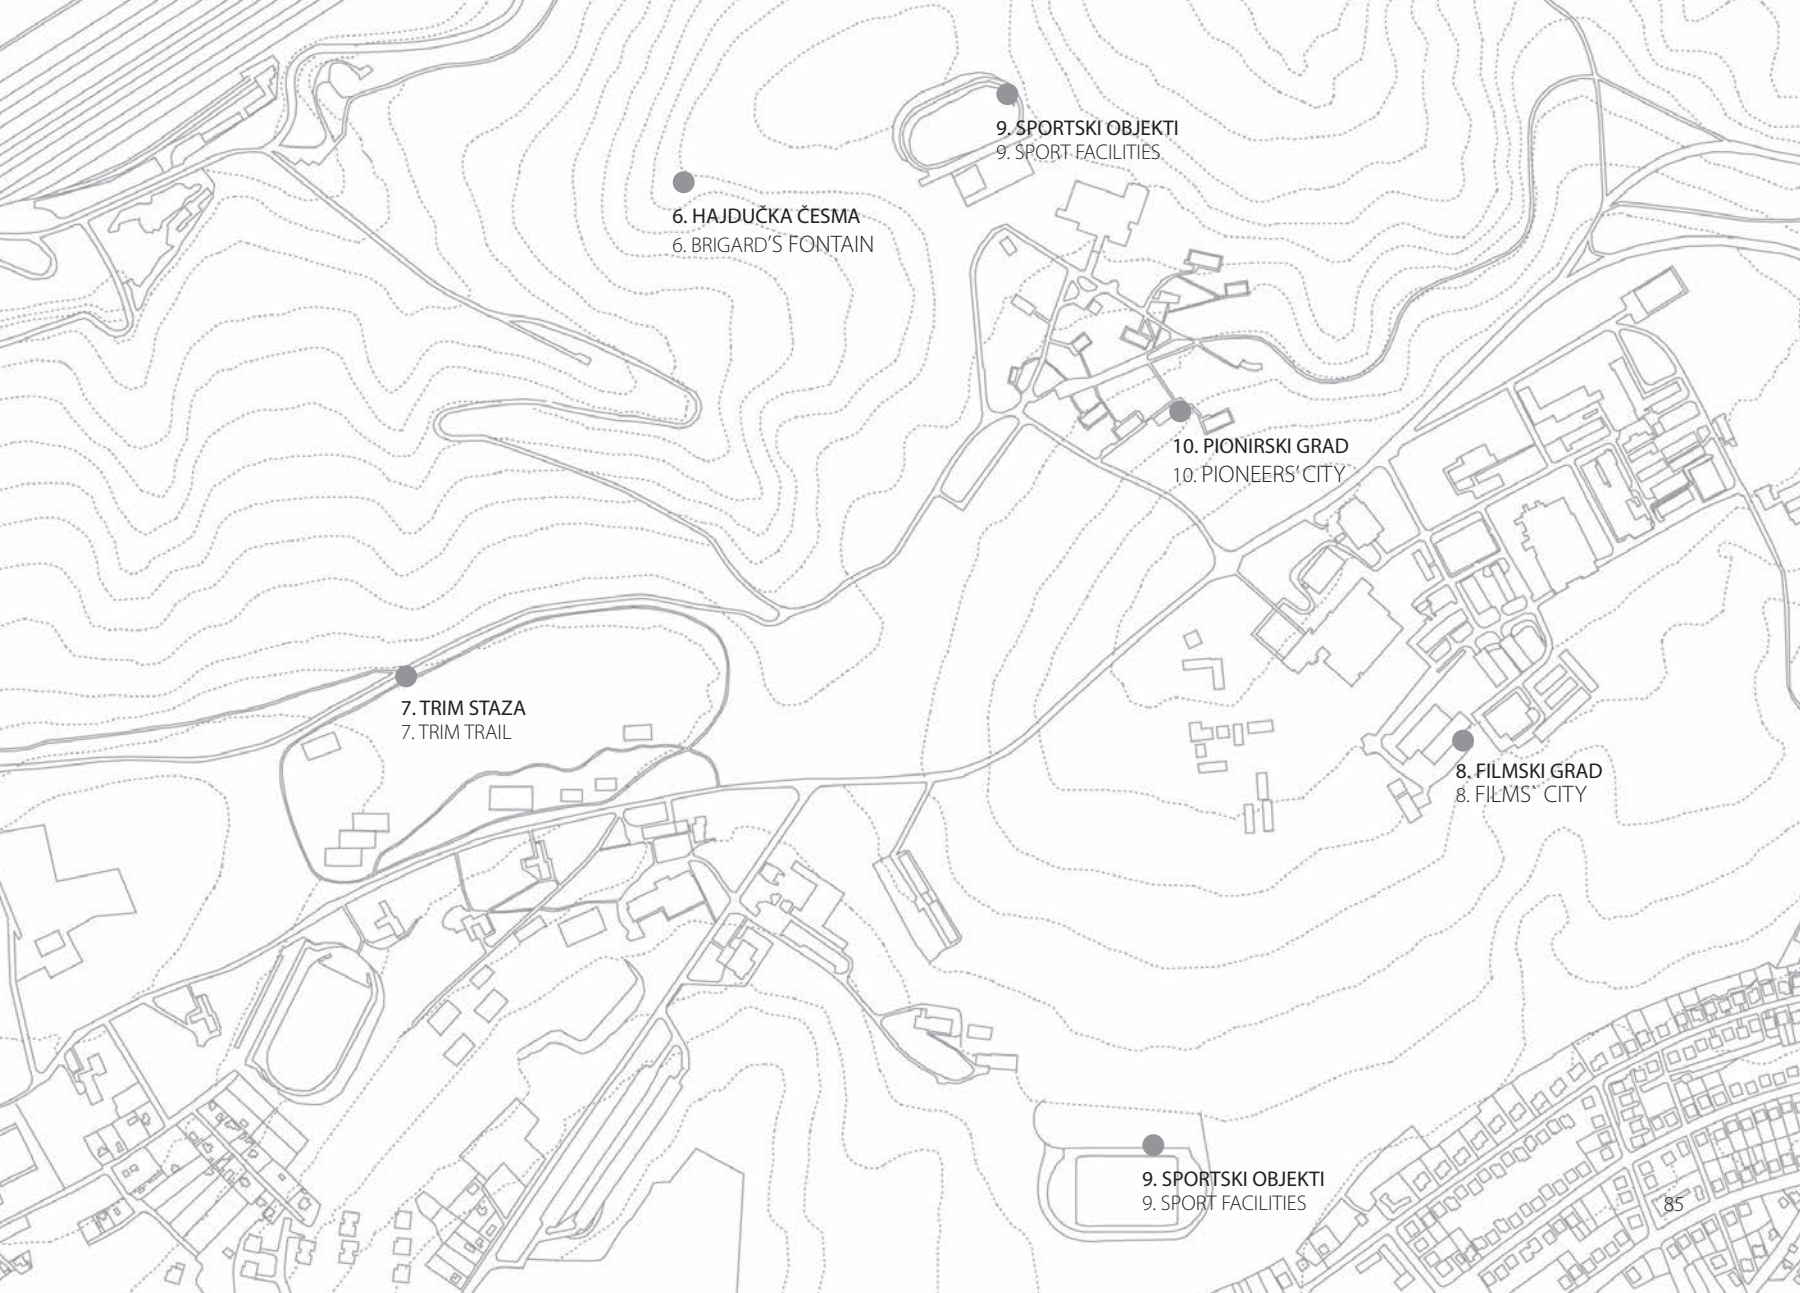 9. SPORTSKI OBJEKTI
9. SPORT FACILITIES
6. HAJDUČKA ČESMA
6. BRIGARD'S FONTAIN
10. PIONIRSKI GRAD
10. PIONEERS' CITY
7. TRIM STAZA
7. TRIM TRAIL
8. FILMSKI GRAD
8. FILMS` CITY
9. SPORTSKI OBJEKTI
9. SPORT FACILITIES
85